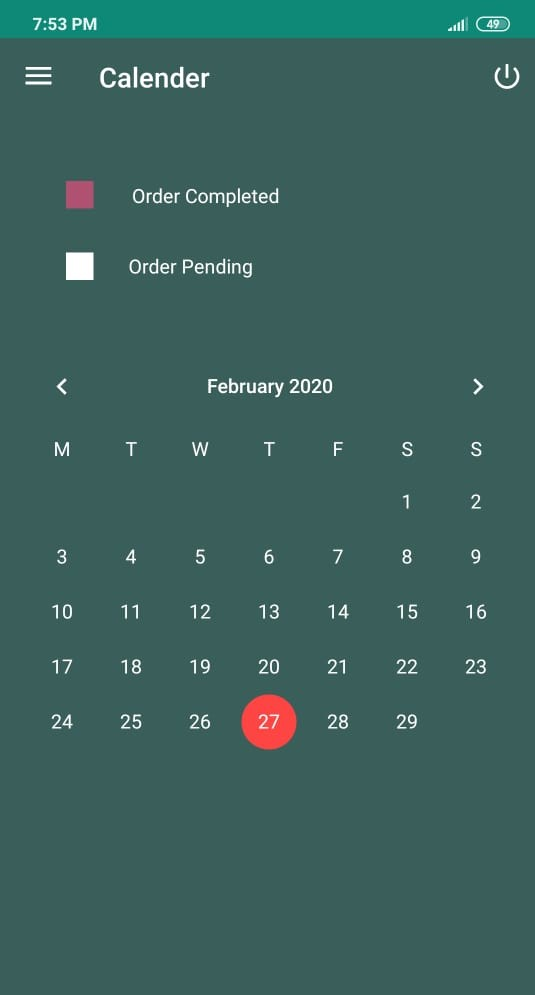 7:53 PM 49
Calender
Order Completed
Order Pending
February 2020
M T W T F S S
1 2
3 4 5 6 7 8 9
10 11 12 13 14 15 16
17 18 19 20 21 22 23
24 25 26 27 28 29